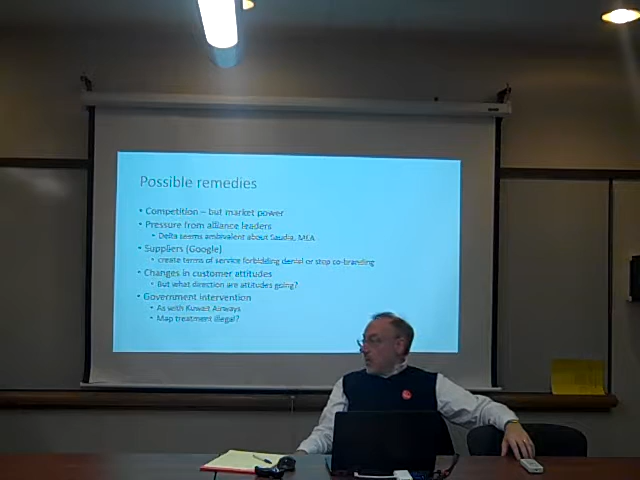 Possible remedies
• Competition – but market power
• Pressure from alliance leaders
• Delta seems ambivalent about Saudia, MEA
• Suppliers (Google)
• create terms of service forbidding denial or stop co-branding
• Changes in customer attitudes
• But what direction are attitudes going?
• Government intervention
• As with Kuwait Airways
• Map treatment illegal?